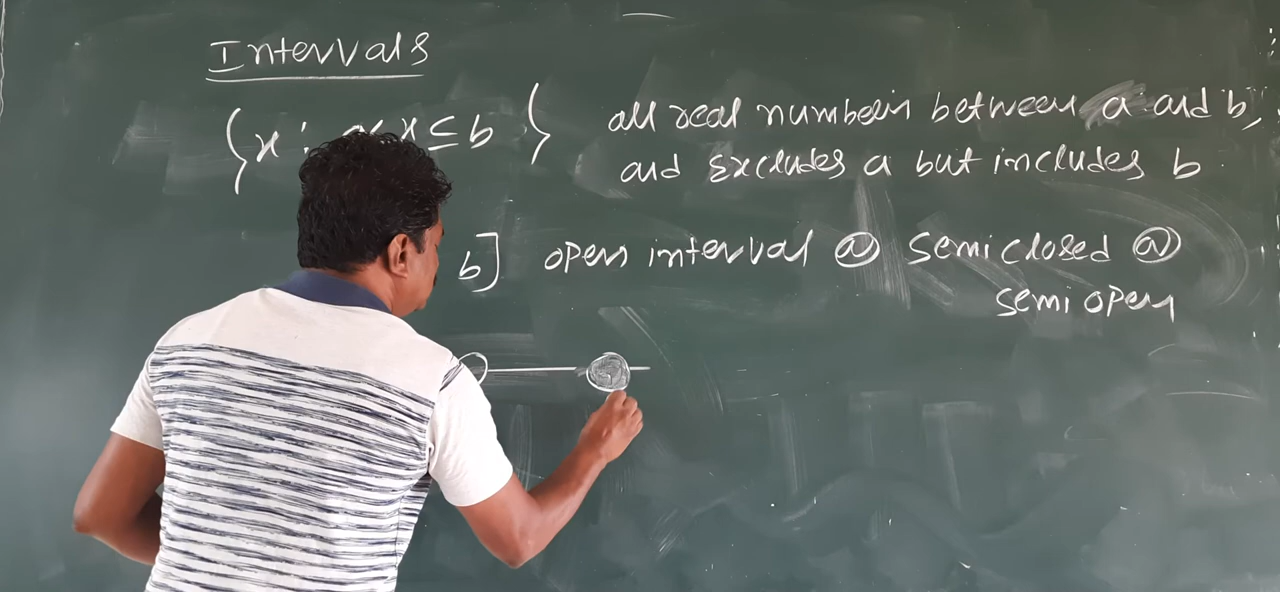 Intervals
{x : a < x ≤ b } all real numbers between a and b,
and excludes a but includes b
b] open interval or semiclosed or
semi open